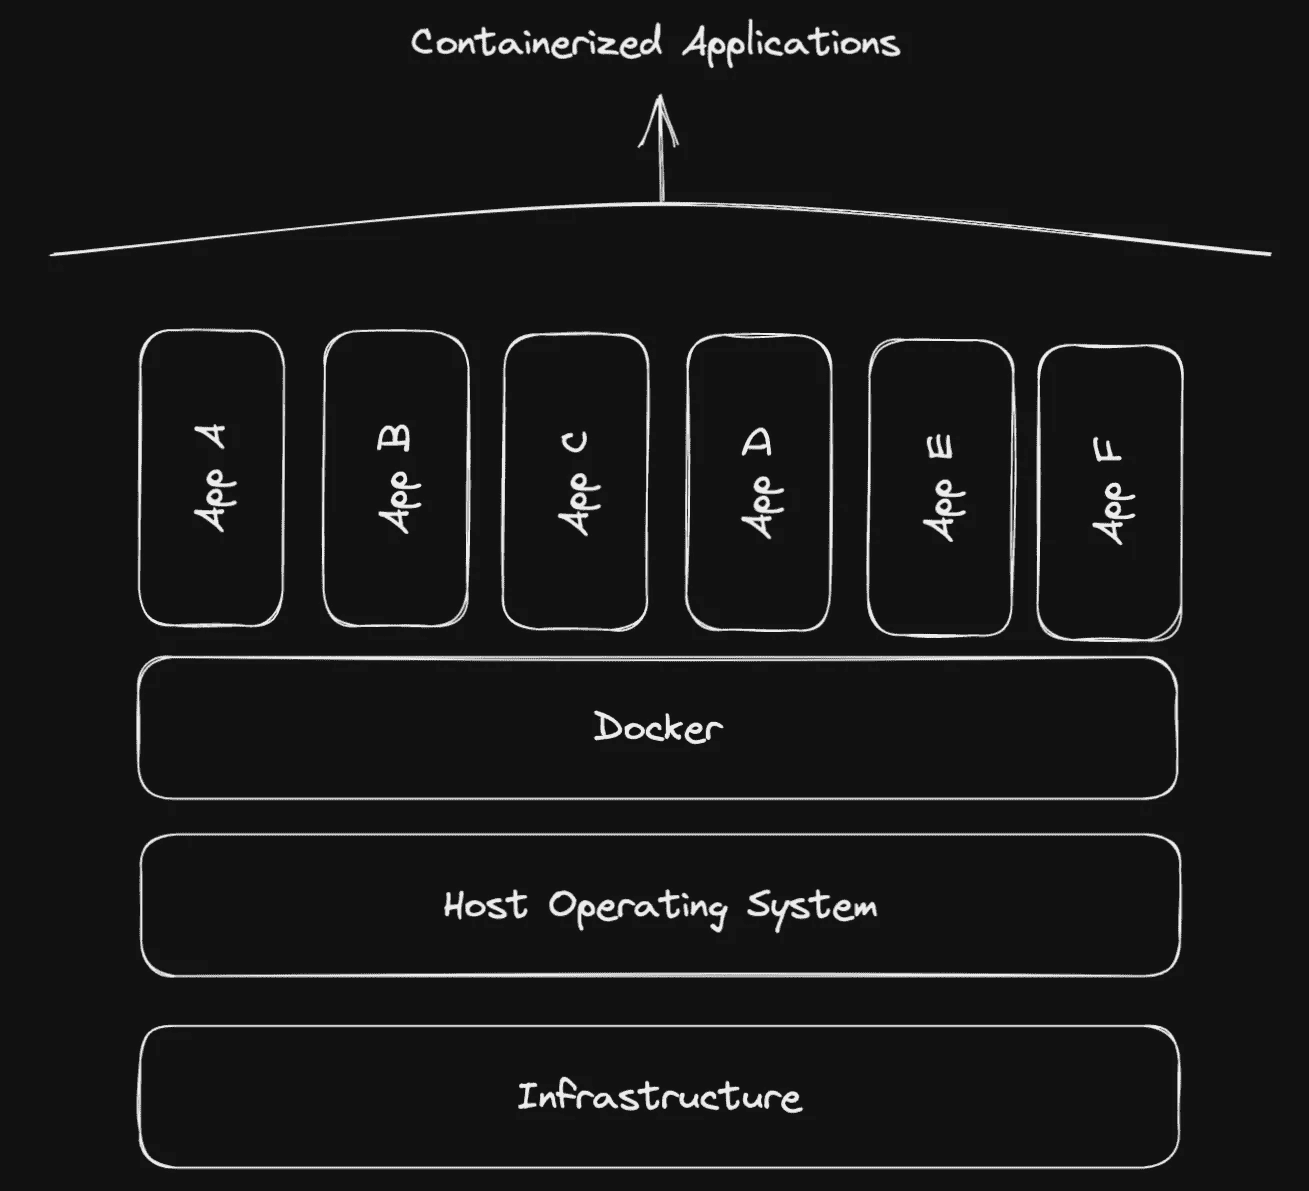 Containerized Applications
App A
App B
App C
App D
App E
App F
Docker
Host Operating System
Infrastructure